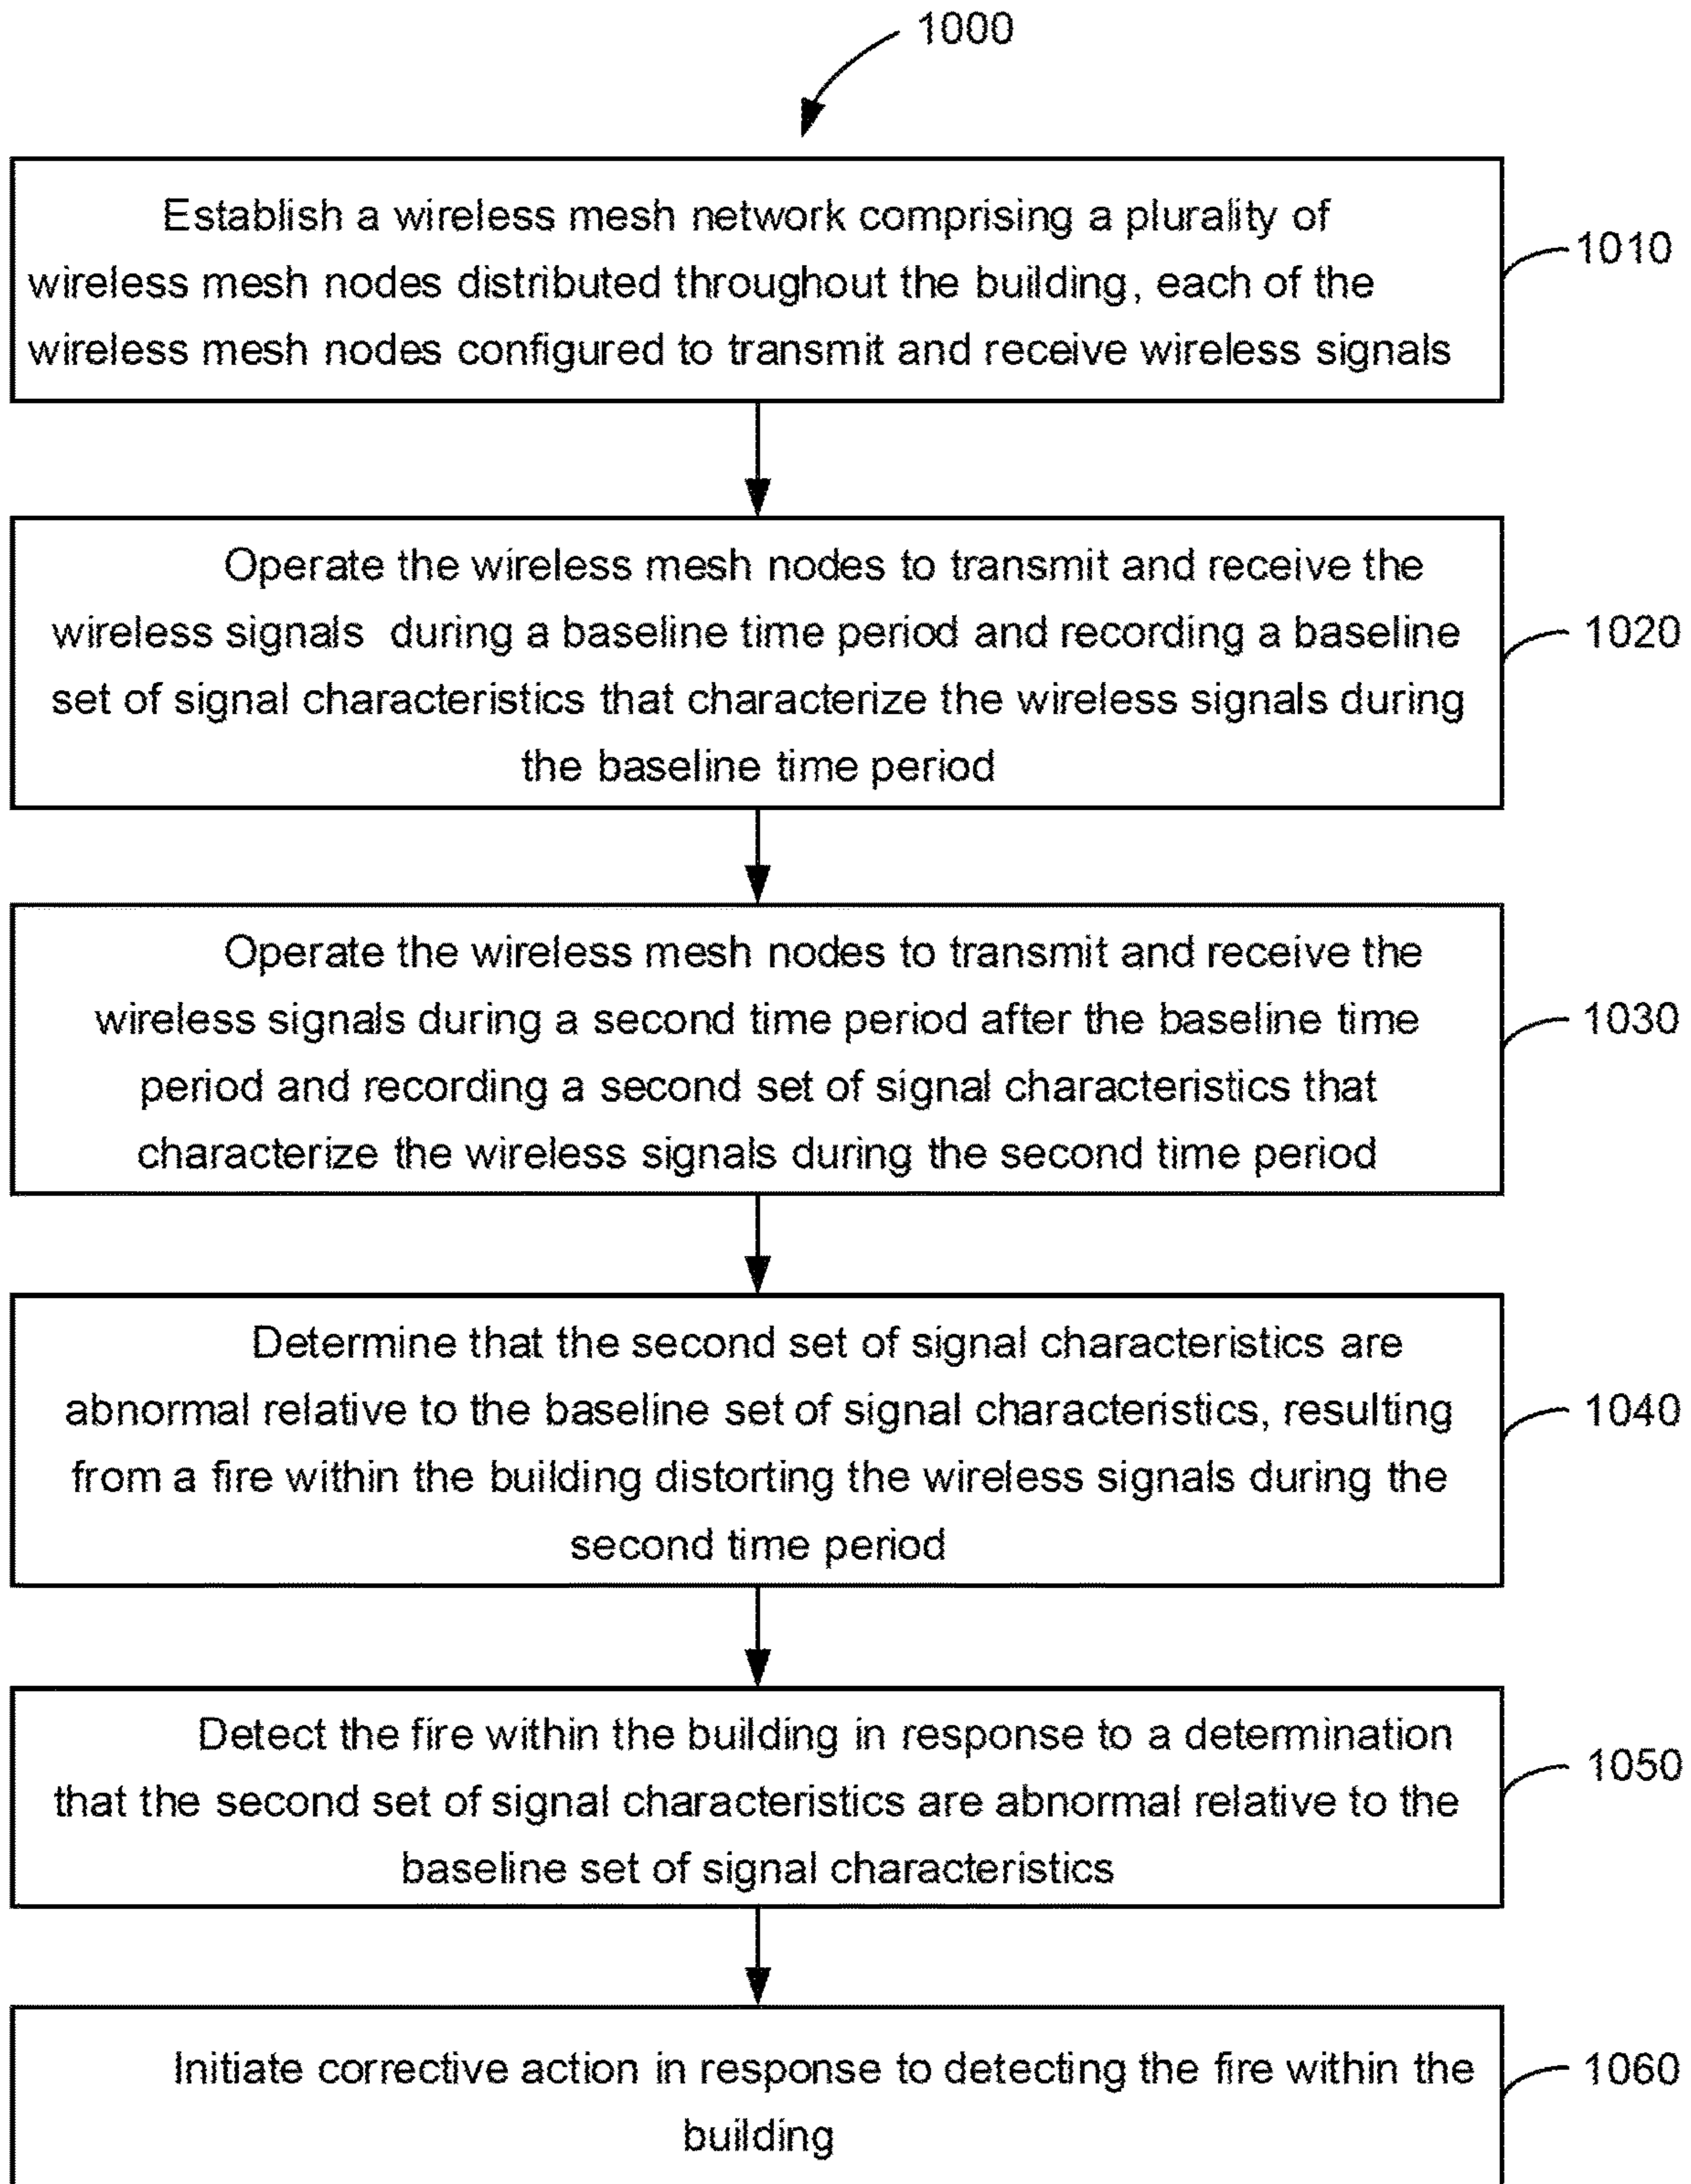 1000
Establish a wireless mesh network comprising a plurality of
wireless mesh nodes distributed throughout the building, each of the
wireless mesh nodes configured to transmit and receive wireless signals
1010
Operate the wireless mesh nodes to transmit and receive the
wireless signals during a baseline time period and recording a baseline
set of signal characteristics that characterize the wireless signals during
the baseline time period
1020
Operate the wireless mesh nodes to transmit and receive the
wireless signals during a second time period after the baseline time
period and recording a second set of signal characteristics that
characterize the wireless signals during the second time period
1030
Determine that the second set of signal characteristics are
abnormal relative to the baseline set of signal characteristics, resulting
from a fire within the building distorting the wireless signals during the
second time period
1040
Detect the fire within the building in response to a determination
that the second set of signal characteristics are abnormal relative to the
baseline set of signal characteristics
1050
Initiate corrective action in response to detecting the fire within the
building
1060